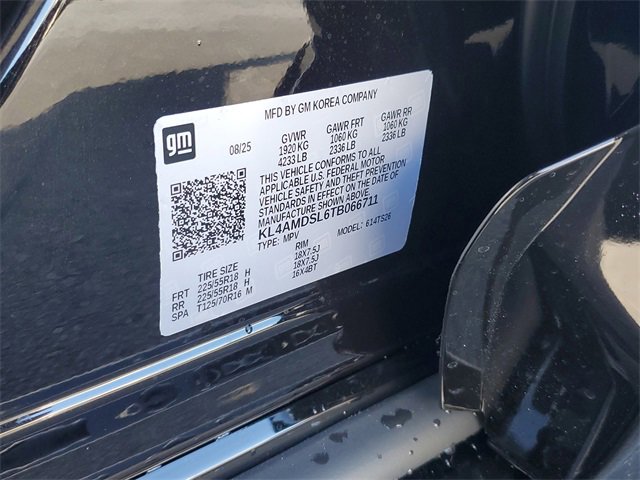 MFD BY GM KOREA COMPANY
gm
08/25
GVWR GAWR FRT GAWR RR
1920 KG 1060 KG 1060 KG
4233 LB 2336 LB 2336 LB
THIS VEHICLE CONFORMS TO ALL
APPLICABLE U.S. FEDERAL MOTOR
VEHICLE SAFETY AND THEFT PREVENTION
STANDARDS IN EFFECT ON THE DATE OF
MANUFACTURE SHOWN ABOVE.
KL4AMDSL6TB066711
TYPE: MPV MODEL: 614TS26
TIRE SIZE RIM
FRT 225/55R18 H 18X7.5J
RR 225/55R18 H 18X7.5J
SPA T125/70R16 M 16X4BT